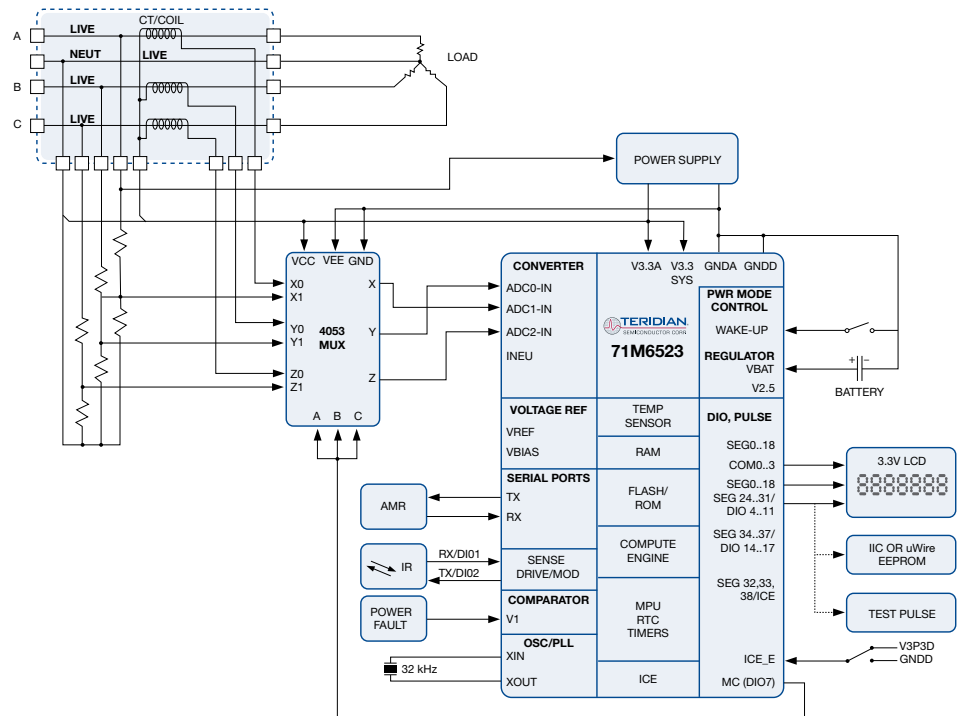 CT/COIL
A
LIVE
NEUT
LIVE
LOAD
B
LIVE
C
LIVE
POWER SUPPLY
VCC
VEE
GND
X0
X1
Y0
Y1
Z0
Z1
4053
MUX
X
Y
Z
A
B
C
CONVERTER
ADC0-IN
ADC1-IN
ADC2-IN
INEU
V3.3A
V3.3
SYS
GNDA
GNDD
TERIDIAN
SEMICONDUCTOR CORP.
71M6523
PWR MODE
CONTROL
WAKE-UP
REGULATOR
VBAT
V2.5
+
–
BATTERY
VOLTAGE REF
VREF
VBIAS
TEMP
SENSOR
RAM
DIO, PULSE
SEG0..18
COM0..3
SEG0..18
SEG 24..31/
DIO 4..11
SEG 34..37/
DIO 14..17
SEG 32,33,
38/ICE
ICE_E
MC (DIO7)
3.3V LCD
8888888
IIC OR uWire
EEPROM
TEST PULSE
V3P3D
GNDD
SERIAL PORTS
TX
RX
AMR
FLASH/
ROM
COMPUTE
ENGINE
IR
RX/DI01
TX/DI02
SENSE
DRIVE/MOD
POWER
FAULT
COMPARATOR
V1
MPU
RTC
TIMERS
OSC/PLL
XIN
XOUT
32 kHz
ICE